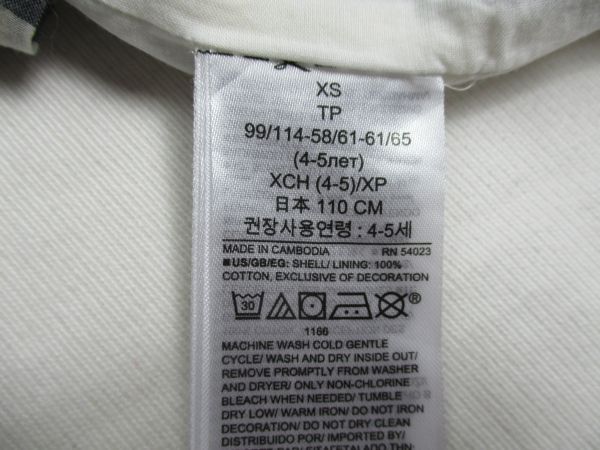 XS
TP
99/114-58/61-61/65
(4-5лет)
XCH (4-5)/XP
日本 110 CM
권장사용연령 : 4-5세
MADE IN CAMBODIA RN 54023
■US/GB/EG: SHELL/ LINING: 100%
COTTON, EXCLUSIVE OF DECORATION
30 ®
1166
MACHINE WASH COLD GENTLE
CYCLE/ WASH AND DRY INSIDE OUT/
REMOVE PROMPTLY FROM WASHER
AND DRYER/ ONLY NON-CHLORINE
BLEACH WHEN NEEDED/ TUMBLE
DRY LOW/ WARM IRON/ DO NOT IRON
DECORATION/ DO NOT DRY CLEAN
DISTRIBUIDO POR/ IMPORTED BY/